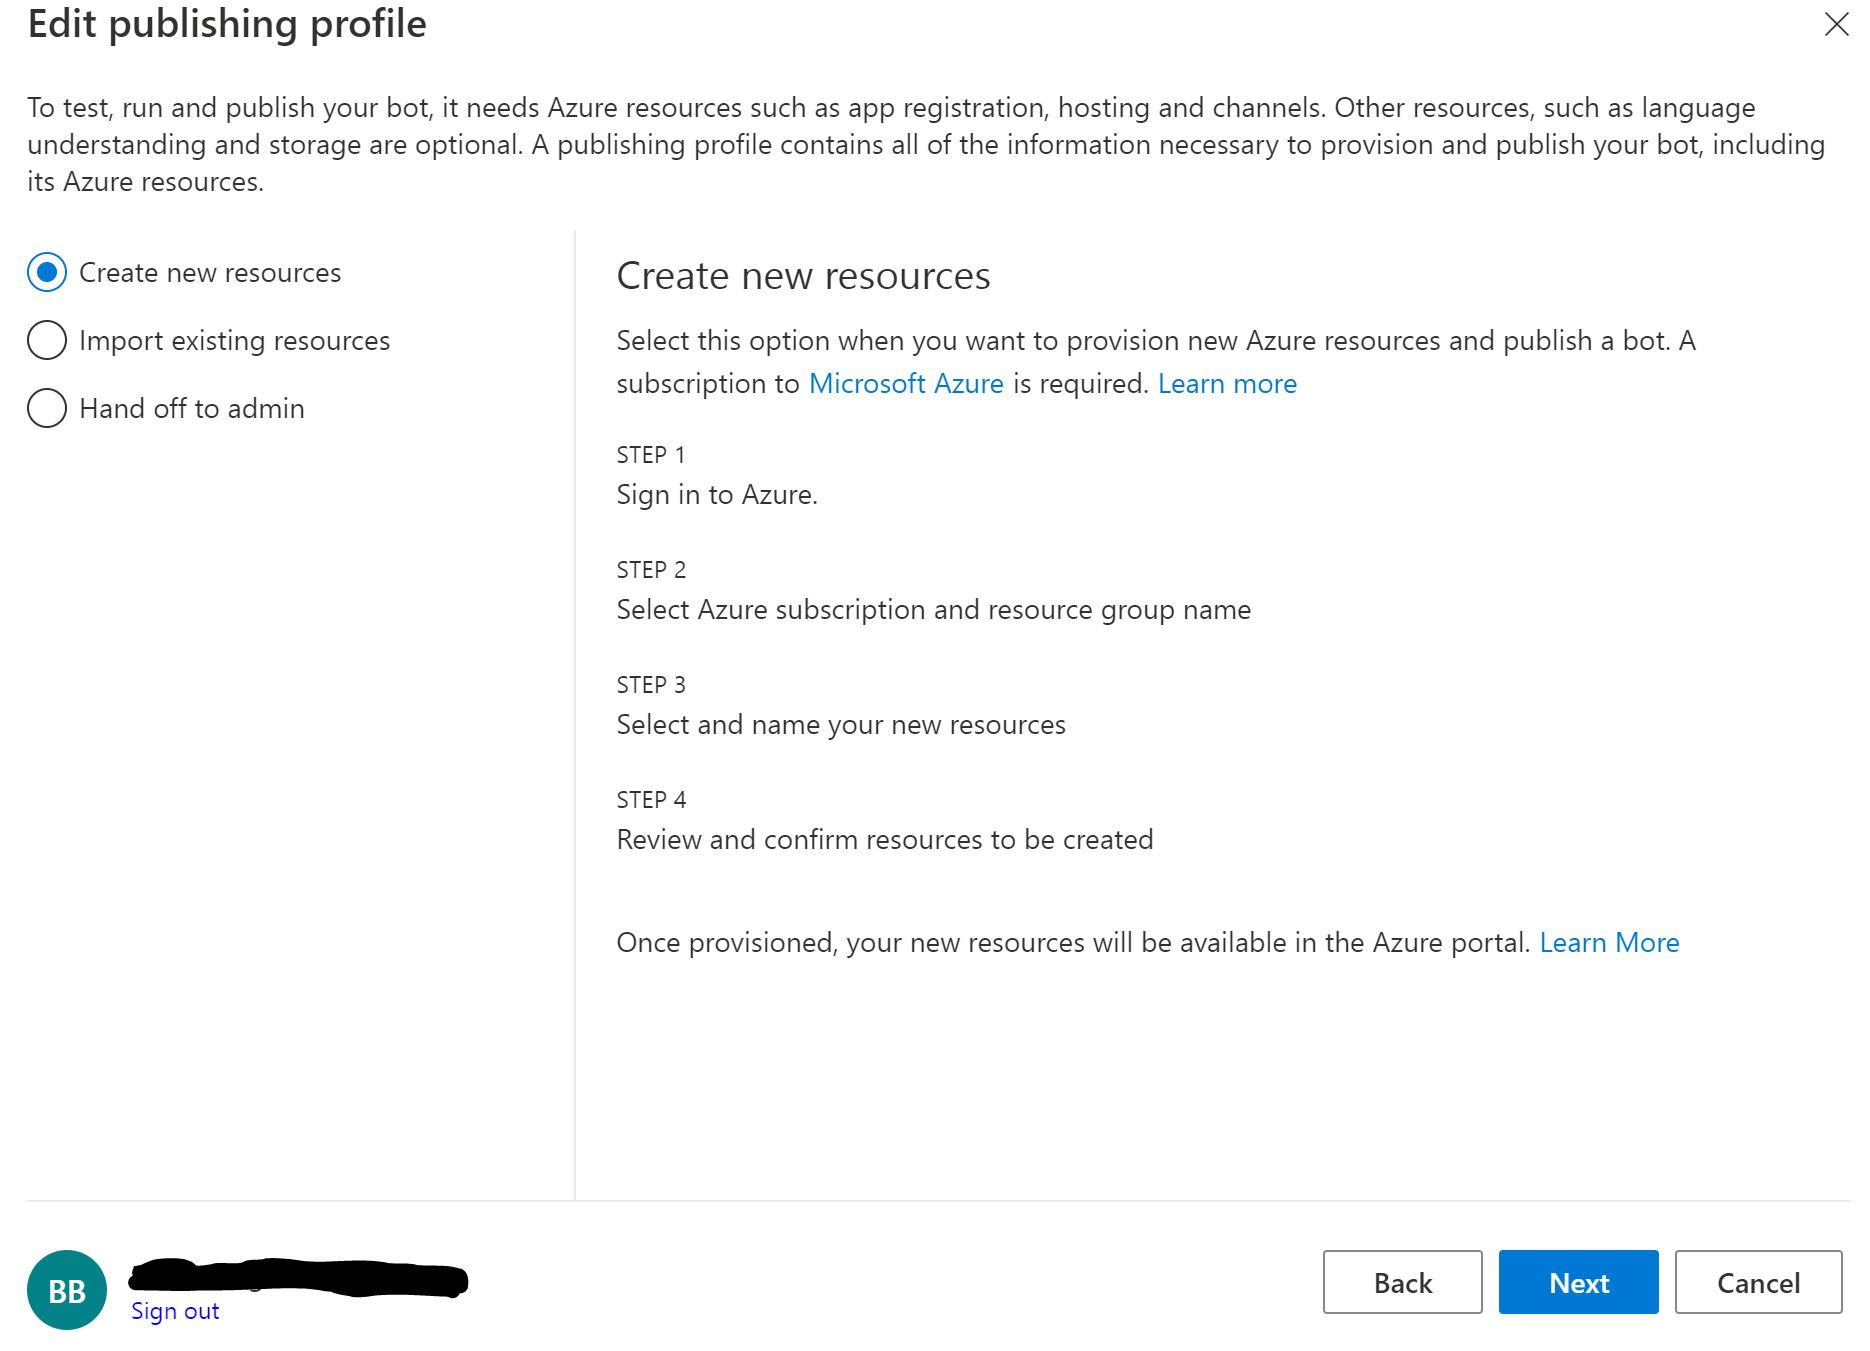 Edit publishing profile
To test, run and publish your bot, it needs Azure resources such as app registration, hosting and channels. Other resources, such as language
understanding and storage are optional. A publishing profile contains all of the information necessary to provision and publish your bot, including
its Azure resources.
Create new resources
Import existing resources
Hand off to admin
Create new resources
Select this option when you want to provision new Azure resources and publish a bot. A
subscription to Microsoft Azure is required. Learn more
STEP 1
Sign in to Azure.
STEP 2
Select Azure subscription and resource group name
STEP 3
Select and name your new resources
STEP 4
Review and confirm resources to be created
Once provisioned, your new resources will be available in the Azure portal. Learn More
BB
Sign out
Back
Next
Cancel